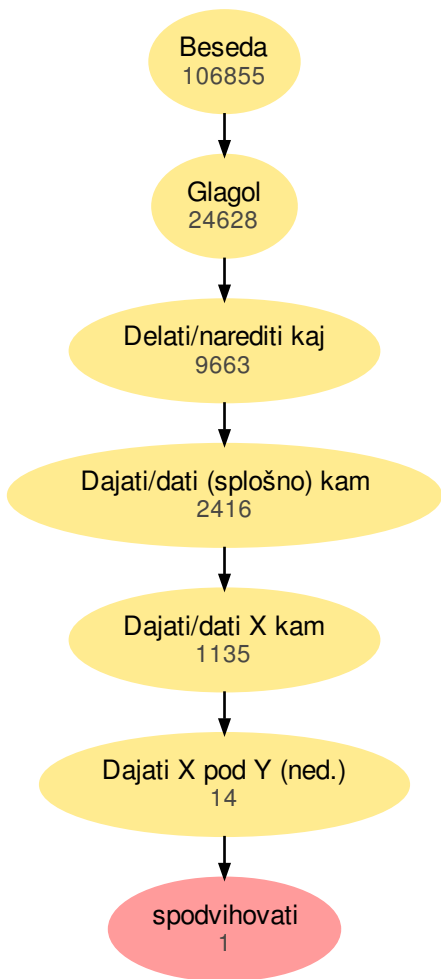 Beseda
106855
Glagol
24628
Delati/narediti kaj
9663
Dajati/dati (splošno) kam
2416
Dajati/dati X kam
1135
Dajati X pod Y (ned.)
14
spodvihovati
1